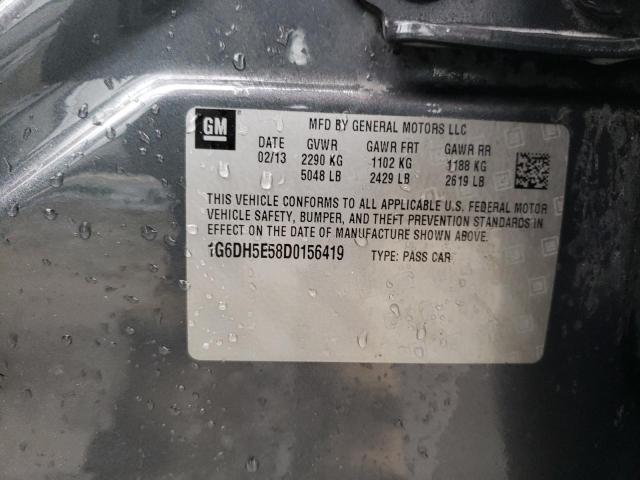 GM
MFD BY GENERAL MOTORS LLC
DATE GVWR GAWR FRT GAWR RR
02/13 2290 KG 1102 KG 1188 KG
5048 LB 2429 LB 2619 LB
THIS VEHICLE CONFORMS TO ALL APPLICABLE U.S. FEDERAL MOTOR
VEHICLE SAFETY, BUMPER, AND THEFT PREVENTION STANDARDS IN
EFFECT ON THE DATE OF MANUFACTURE SHOWN ABOVE.
1G6DH5E58D0156419 TYPE: PASS CAR